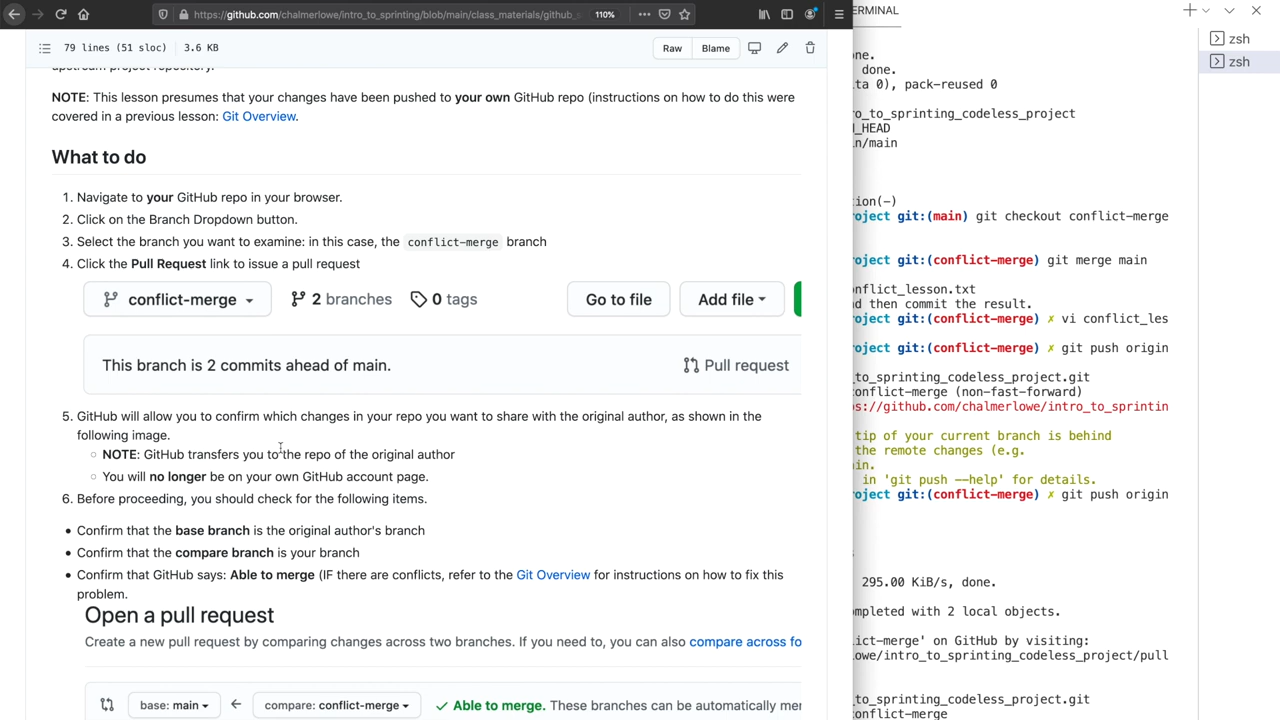 https://github.com/chalmerlowe/intro_to_sprinting/blob/main/class_materials/github_s
110%
79 lines (51 sloc) 3.6 KB
Raw Blame
upstream project repository.
NOTE: This lesson presumes that your changes have been pushed to your own GitHub repo (instructions on how to do this were
covered in a previous lesson: Git Overview.
What to do
1. Navigate to your GitHub repo in your browser.
2. Click on the Branch Dropdown button.
3. Select the branch you want to examine: in this case, the conflict-merge branch
4. Click the Pull Request link to issue a pull request
conflict-merge 2 branches 0 tags Go to file Add file
This branch is 2 commits ahead of main. Pull request
5. GitHub will allow you to confirm which changes in your repo you want to share with the original author, as shown in the
following image.
NOTE: GitHub transfers you to the repo of the original author
You will no longer be on your own GitHub account page.
6. Before proceeding, you should check for the following items.
• Confirm that the base branch is the original author's branch
• Confirm that the compare branch is your branch
• Confirm that GitHub says: Able to merge (IF there are conflicts, refer to the Git Overview for instructions on how to fix this
problem.
Open a pull request
Create a new pull request by comparing changes across two branches. If you need to, you can also compare across fo
base: main ← compare: conflict-merge ✓ Able to merge. These branches can be automatically mer
ERMINAL
zsh
zsh
ne.
done.
ta 0), pack-reused 0
ro_to_sprinting_codeless_project
H_HEAD
in/main
ion(-)
oject git:(main) git checkout conflict-merge
oject git:(conflict-merge) git merge main
nflict_lesson.txt
d then commit the result.
oject git:(conflict-merge) ✗ vi conflict_les
oject git:(conflict-merge) ✗ git push origin
_to_sprinting_codeless_project.git
conflict-merge (non-fast-forward)
ps://github.com/chalmerlowe/intro_to_sprintin
tip of your current branch is behind
the remote changes (e.g.
in.
in 'git push --help' for details.
oject git:(conflict-merge) ✗ git push origin
295.00 KiB/s, done.
mpleted with 2 local objects.
ict-merge' on GitHub by visiting:
owe/intro_to_sprinting_codeless_project/pull
_to_sprinting_codeless_project.git
conflict-merge